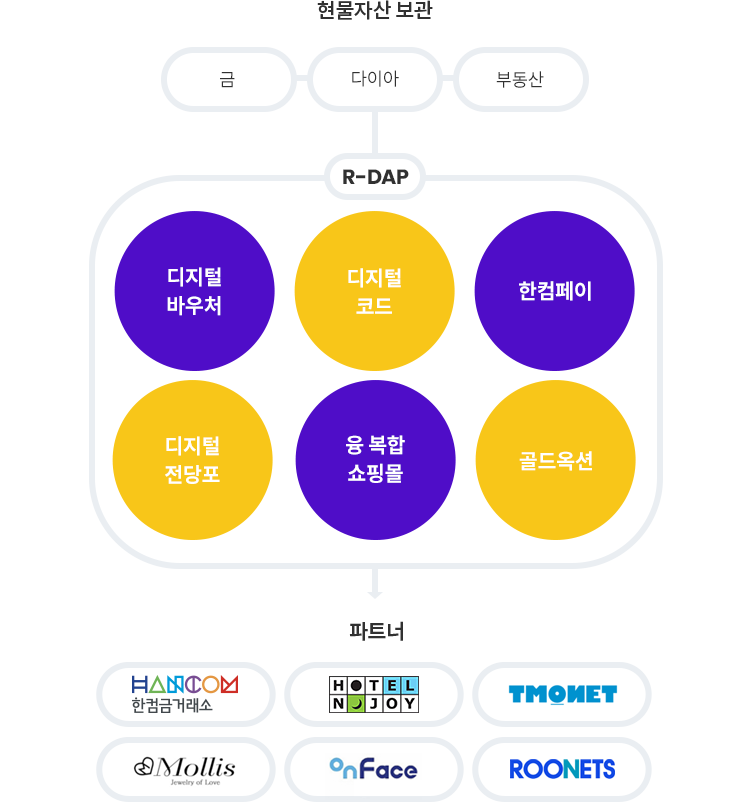 현물자산 보관
금
다이아
부동산
R-DAP
디지털
바우처
디지털
코드
한컴페이
디지털
전당포
융 복합
쇼핑몰
골드옥션
파트너
HANCOM
한컴금거래소
HOTEL
NJOY
TMONET
Mollis
Jewelry of Love
onFace
ROONETS